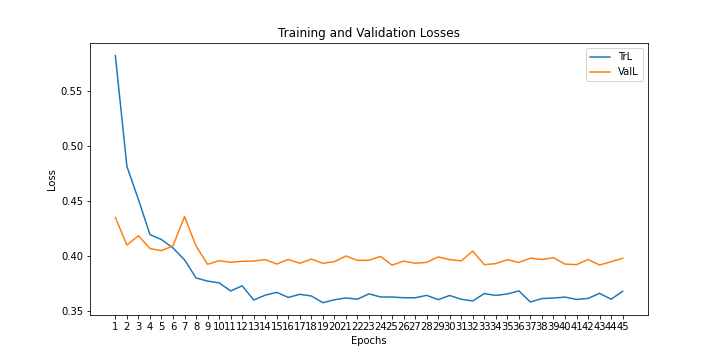 Training and Validation Losses
TrL
ValL
0.55
0.50
0.45
0.40
0.35
Loss
1 2 3 4 5 6 7 8 9 10 11 12 13 14 15 16 17 18 19 20 21 22 23 24 25 26 27 28 29 30 31 32 33 34 35 36 37 38 39 40 41 42 43 44 45
Epochs